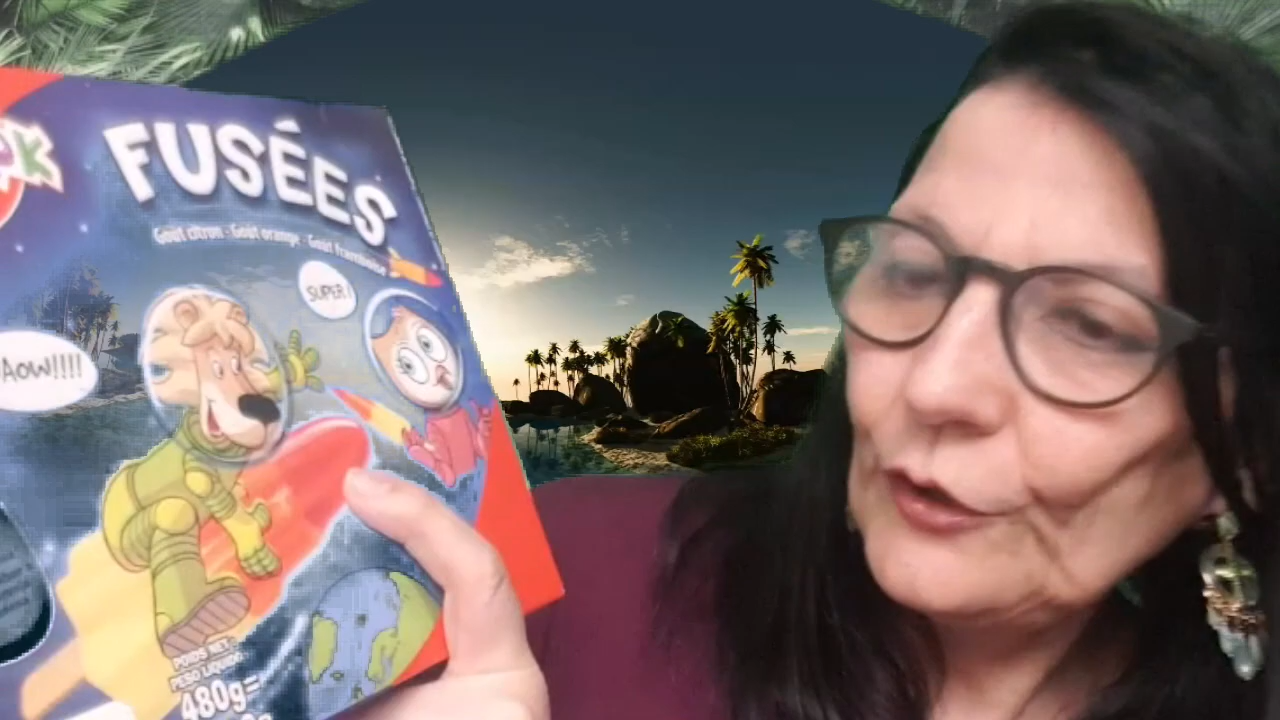 FUSÉES
Goût citron - Goût orange - Goût framboise
SUPER!
AOW!!!!
POIDS NET
PESO LIQUIDO
480g=